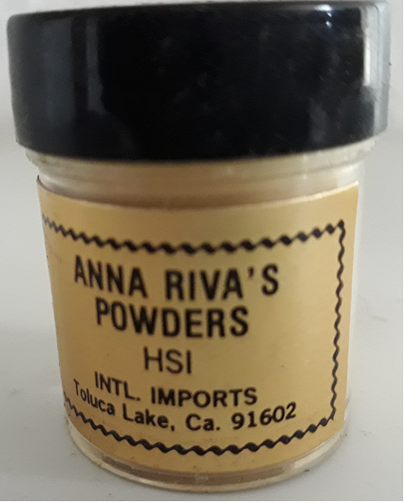 ANNA RIVA'S
POWDERS
HSI
INTL. IMPORTS
Toluca Lake, Ca. 91602